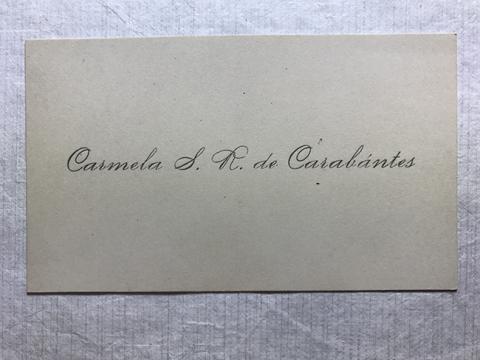 Carmela S. R. de Carabántes